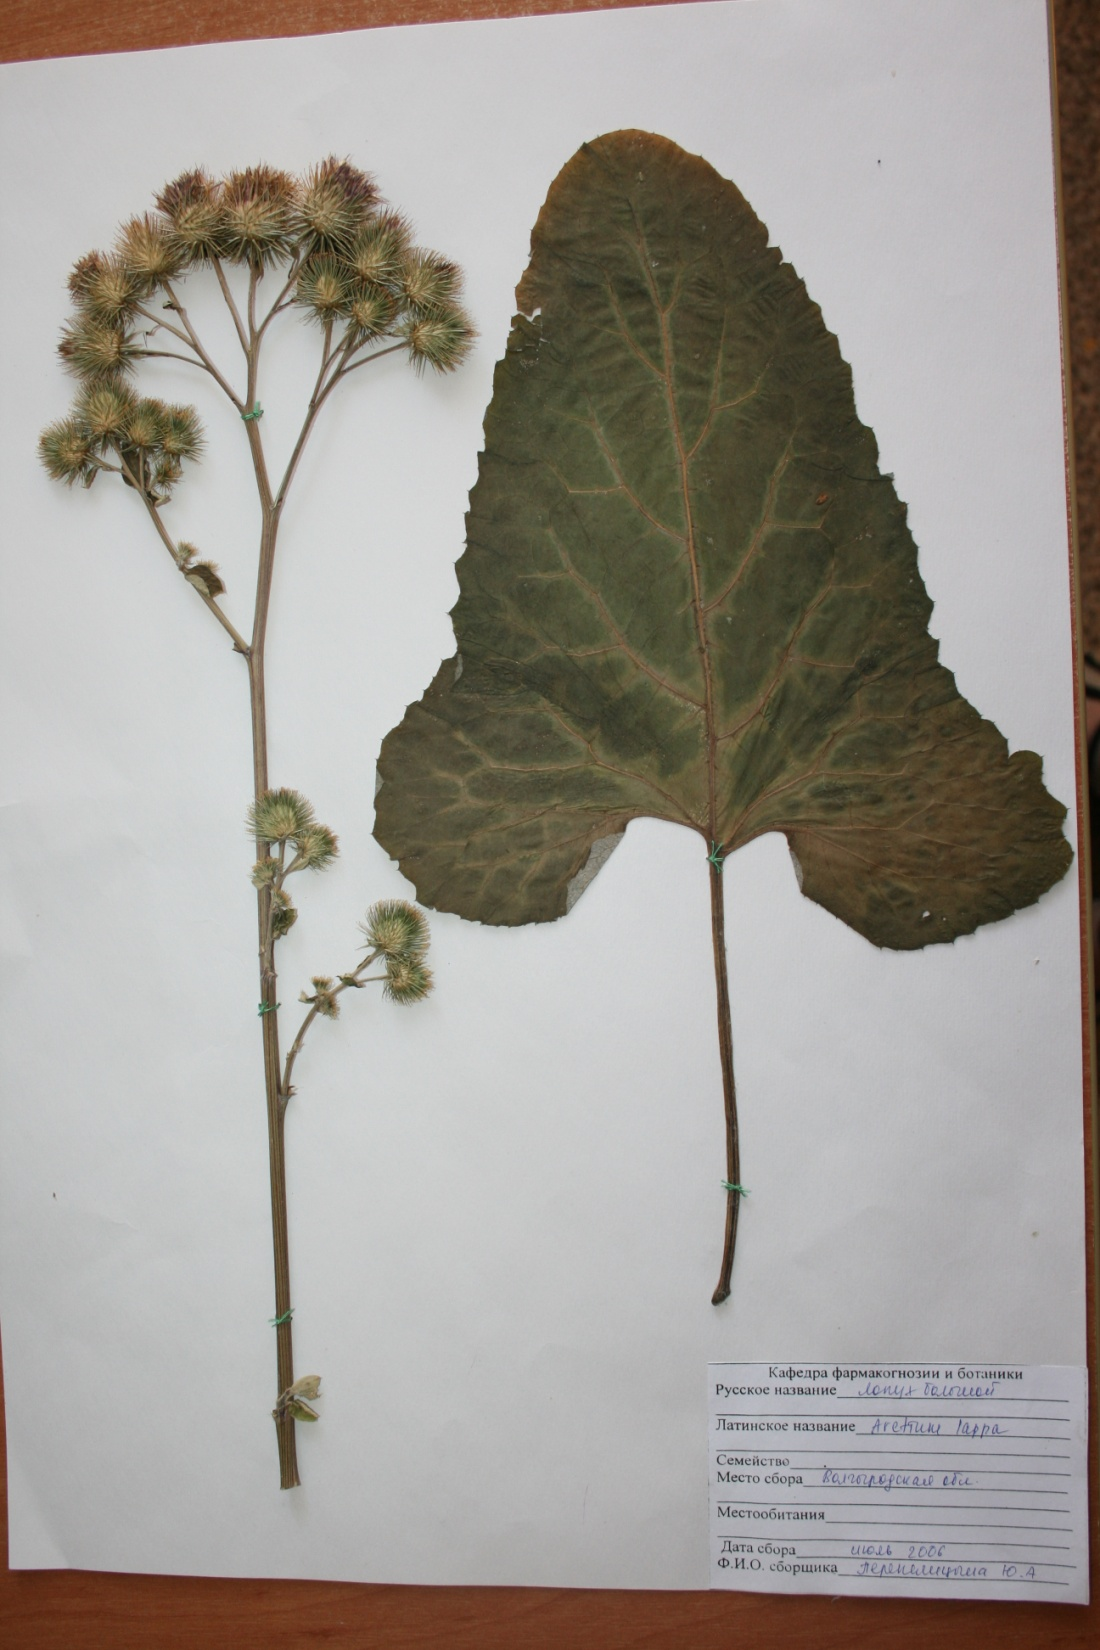 Кафедра фармакогнозии и ботаники
Русское название Лопух большой
Латинское название Arctium lappa
Семейство
Место сбора Волгоградская обл.
Местообитания
Дата сбора июль 2006
Ф.И.О. сборщика Ю.А